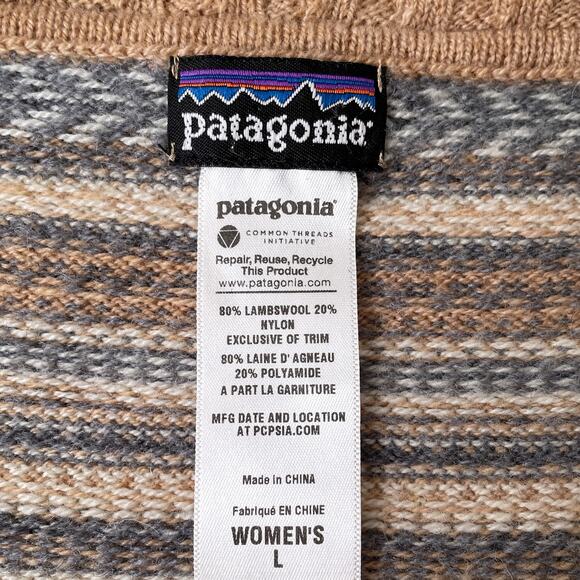 patagonia
patagonia®
COMMON THREADS
INITIATIVE
Repair, Reuse, Recycle
This Product
www.patagonia.com
80% LAMBSWOOL 20%
NYLON
EXCLUSIVE OF TRIM
80% LAINE D' AGNEAU
20% POLYAMIDE
A PART LA GARNITURE
MFG DATE AND LOCATION
AT PCPSIA.COM
Made in CHINA
Fabriqué EN CHINE
WOMEN'S
L